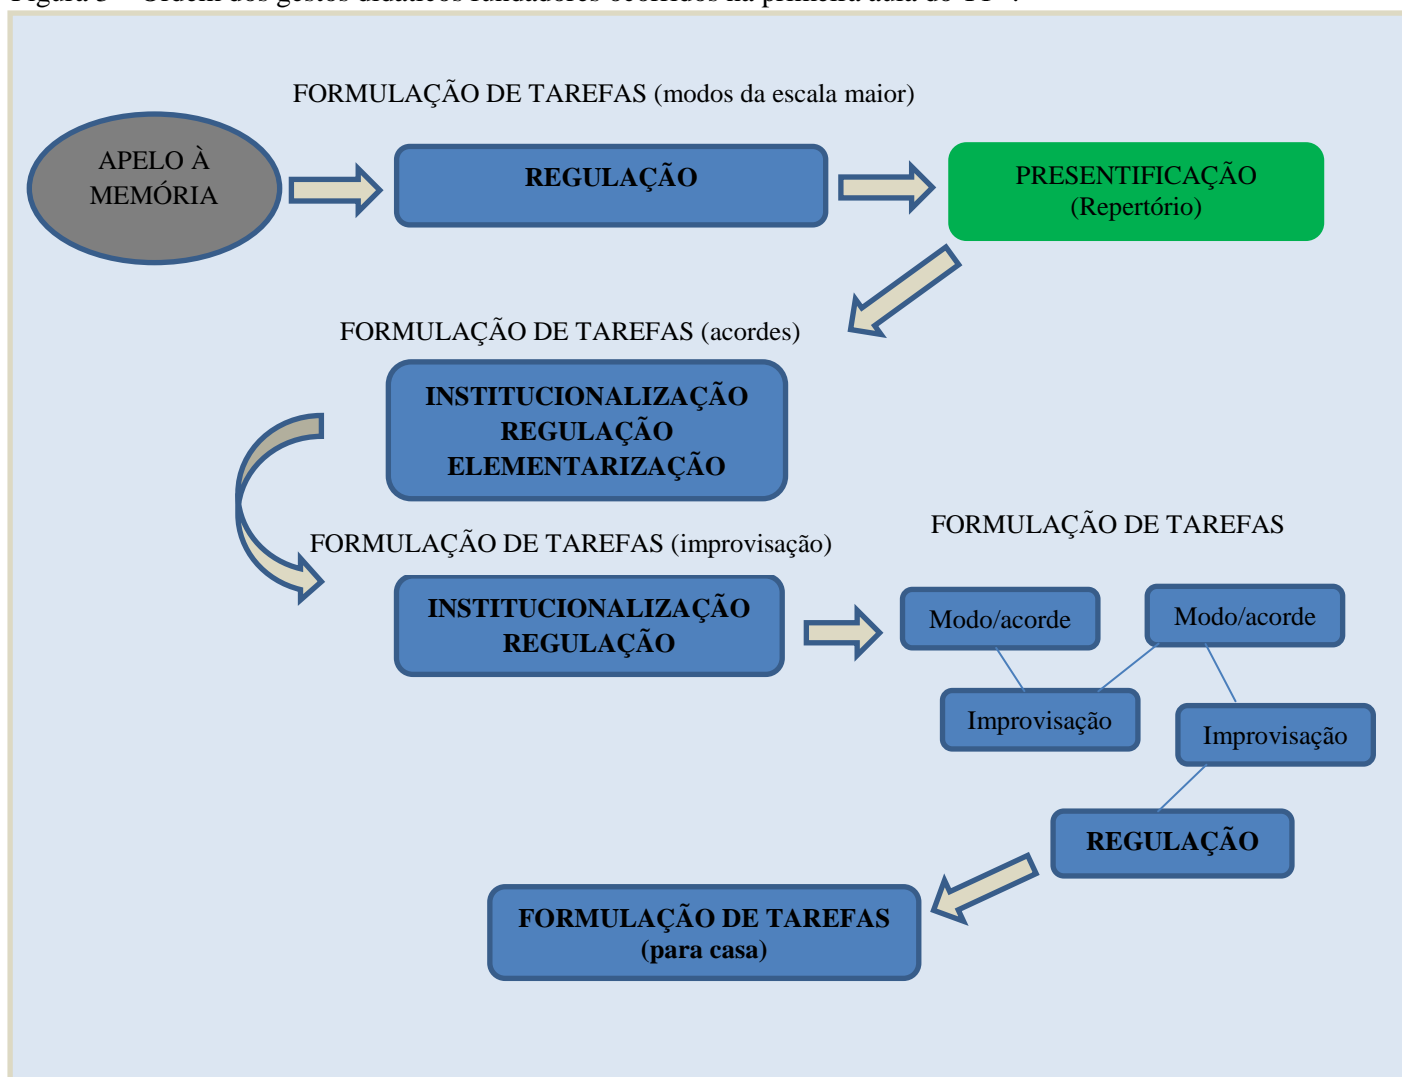 FORMULAÇÃO DE TAREFAS (modos da escala maior)
APELO À
MEMÓRIA
REGULAÇÃO
PRESENTIFICAÇÃO
(Repertório)
FORMULAÇÃO DE TAREFAS (acordes)
INSTITUCIONALIZAÇÃO
REGULAÇÃO
ELEMENTARIZAÇÃO
FORMULAÇÃO DE TAREFAS (improvisação)
INSTITUCIONALIZAÇÃO
REGULAÇÃO
FORMULAÇÃO DE TAREFAS
Modo/acorde
Modo/acorde
Improvisação
Improvisação
REGULAÇÃO
FORMULAÇÃO DE TAREFAS
(para casa)